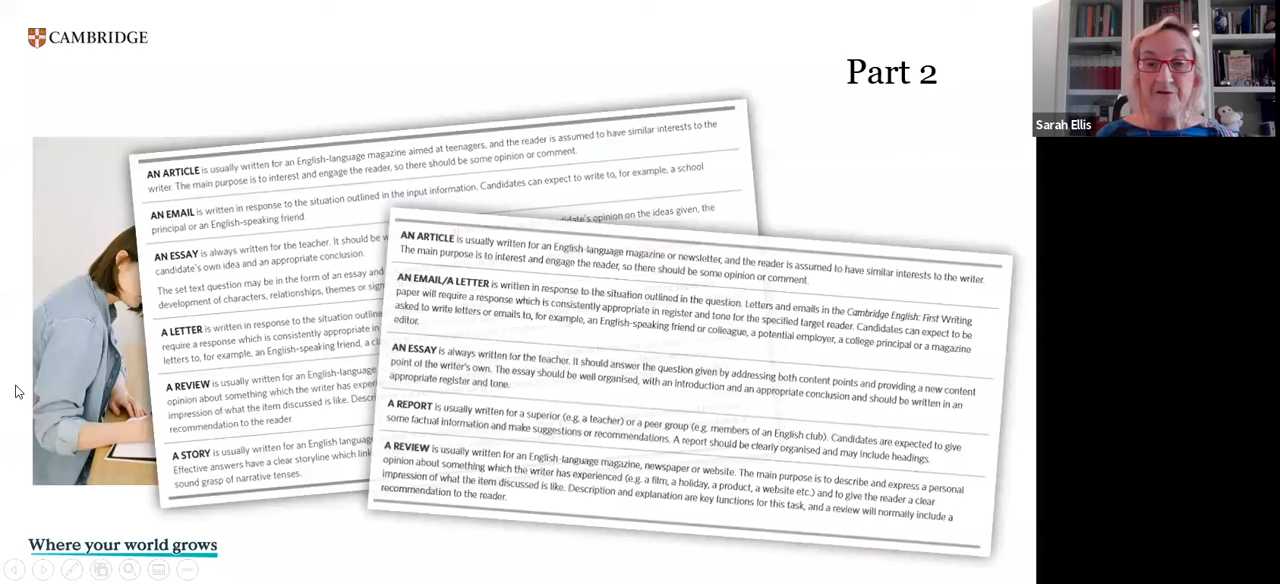 CAMBRIDGE
Part 2
Sarah Ellis
AN ARTICLE is usually written for an English-language magazine aimed at teenagers, and the reader is assumed to have similar interests to the
writer. The main purpose is to interest and engage the reader, so there should be some opinion or comment.
AN EMAIL is written in response to the situation outlined in the input information. Candidates can expect to write to, for example, a school
principal or an English-speaking friend.
AN ESSAY is always written for the teacher. It should be
opinion on the ideas given, the
candidate's own idea and an appropriate conclusion.
The set text question may be in the form of an essay and
development of characters, relationships, themes or
A LETTER is written in response to the situation
require a response which is consistently appropriate in
letters to, for example, an English-speaking friend, a
A REVIEW is usually written for an English-language
opinion about something which the writer has
impression of what the item discussed is like.
recommendation to the reader.
A STORY is usually written for an English
Effective answers have a clear storyline which
sound grasp of narrative tenses.
AN ARTICLE is usually written for an English-language magazine or newsletter, and the reader is assumed to have similar interests to the writer.
The main purpose is to interest and engage the reader, so there should be some opinion or comment.
AN EMAIL/A LETTER is written in response to the situation outlined in the question. Letters and emails in the Cambridge English: First Writing
paper will require a response which is consistently appropriate in register and tone for the specified target reader. Candidates can expect to be
asked to write letters or emails to, for example, an English-speaking friend or colleague, a potential employer, a college principal or a magazine
editor.
AN ESSAY is always written for the teacher. It should answer the question given by addressing both content points and providing a new content
point of the writer's own. The essay should be well organised, with an introduction and an appropriate conclusion and should be written in an
appropriate register and tone.
A REPORT is usually written for a superior (e.g. a teacher) or a peer group (e.g. members of an English club). Candidates are expected to give
some factual information and make suggestions or recommendations. A report should be clearly organised and may include headings.
A REVIEW is usually written for an English-language magazine, newspaper or website. The main purpose is to describe and express a personal
opinion about something which the writer has experienced (e.g. a film, a holiday, a product, a website etc.) and to give the reader a clear
impression of what the item discussed is like. Description and explanation are key functions for this task, and a review will normally include a
recommendation to the reader.
Where your world grows